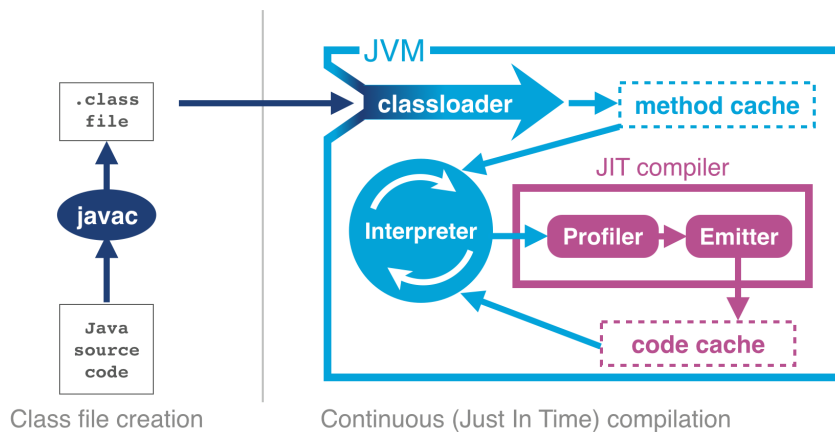 JVM
.class
file
classloader
method cache
javac
JIT compiler
Interpreter
Profiler
Emitter
Java
source
code
code cache
Class file creation
Continuous (Just In Time) compilation